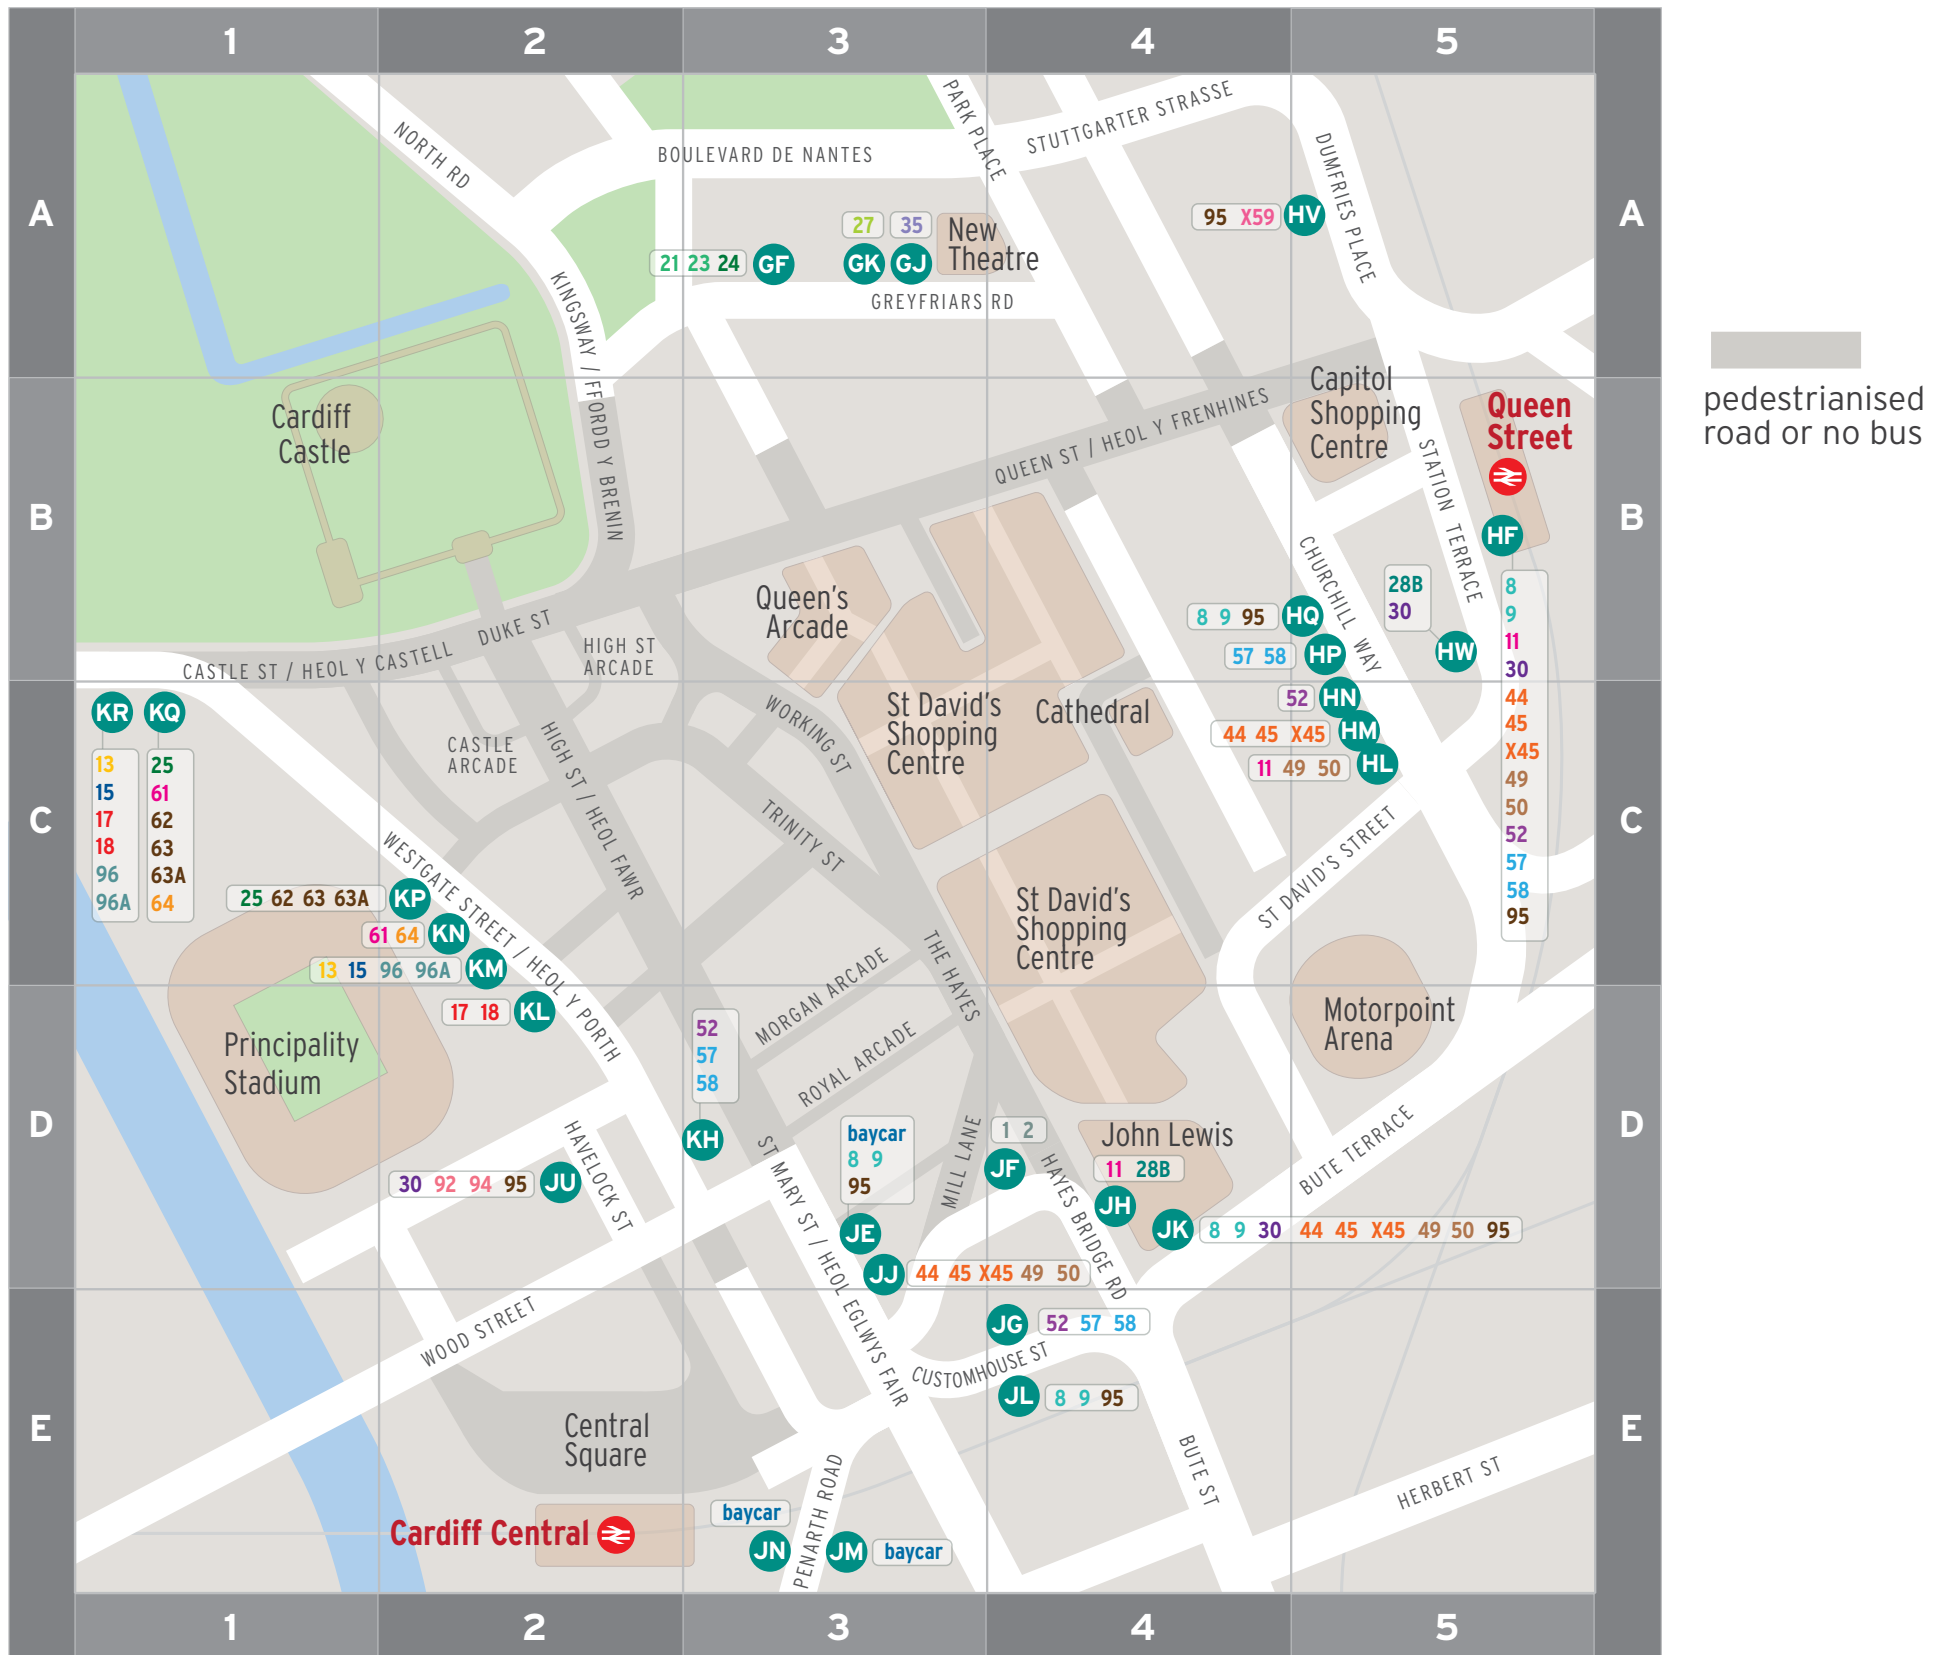 1 2 3 4 5
A A
B B
C C
D D
E E
NORTH RD
BOULEVARD DE NANTES
PARK PLACE
STUTTGARTER STRASSE
DUMFRIES PLACE
95 X59 HV
27 35
21 23 24 GF GK GJ
New
Theatre
GREYFRIARS RD
KINGSWAY / FFORDD Y BRENIN
pedestrianised
road or no bus
Cardiff
Castle
QUEEN ST / HEOL Y FRENHINES
Capitol
Shopping
Centre
Queen
Street
STATION TERRACE
HF
8
9
11
30
44
45
X45
49
50
52
57
58
95
28B
30
HW
CHURCHILL WAY
8 9 95 HQ
57 58 HP
52 HN
44 45 X45 HM
11 49 50 HL
Queen's
Arcade
HIGH ST
ARCADE
DUKE ST
CASTLE ST / HEOL Y CASTELL
KR KQ
13
15
17
18
96
96A
25
61
62
63
63A
64
CASTLE
ARCADE
HIGH ST / HEOL FAWR
WORKING ST
St David's
Shopping
Centre
Cathedral
TRINITY ST
WESTGATE STREET / HEOL Y PORTH
25 62 63 63A KP
61 64 KN
13 15 96 96A KM
17 18 KL
St David's
Shopping
Centre
ST DAVID'S STREET
THE HAYES
MORGAN ARCADE
ROYAL ARCADE
Motorpoint
Arena
Principality
Stadium
52
57
58
KH
HAVELOCK ST
30 92 94 95 JU
ST MARY ST / HEOL EGLWYS FAIR
baycar
8 9
95
JE
JJ 44 45 X45 49 50
MILL LANE
1 2
JF
HAYES BRIDGE RD
John Lewis
11 28B
JH
JK 8 9 30 44 45 X45 49 50 95
BUTE TERRACE
JG 52 57 58
CUSTOMHOUSE ST
JL 8 9 95
WOOD STREET
Central
Square
BUTE ST
HERBERT ST
PENARTH ROAD
Cardiff Central
baycar
JN
JM baycar
1 2 3 4 5